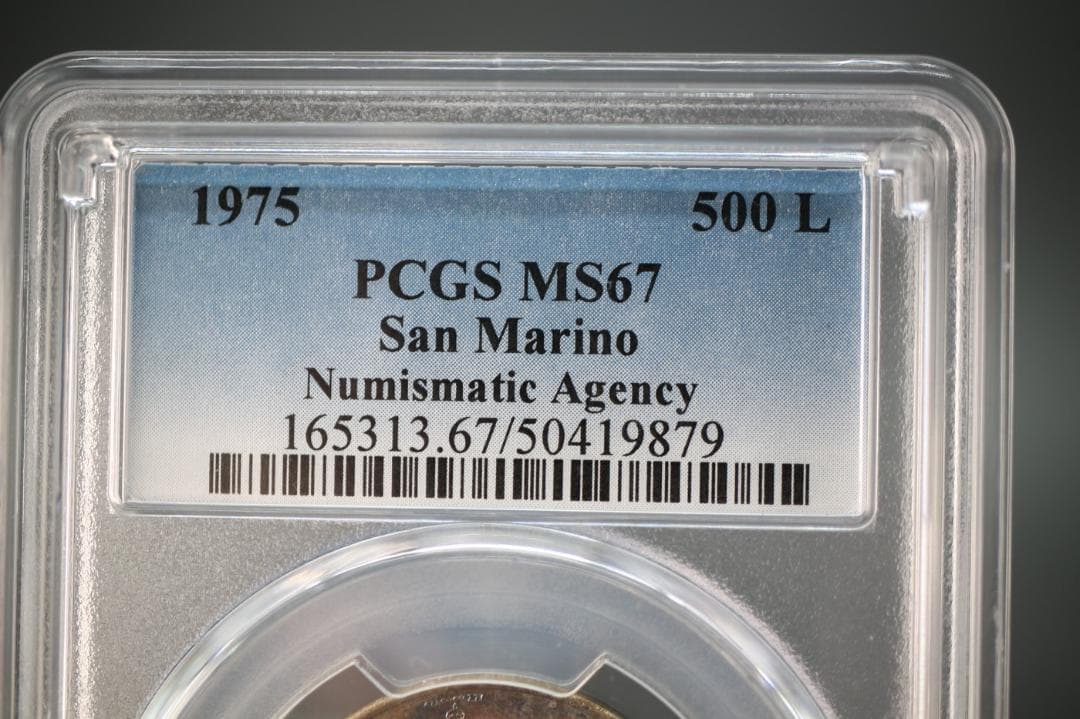 1975 500 L
PCGS MS67
San Marino
Numismatic Agency
165313.67/50419879